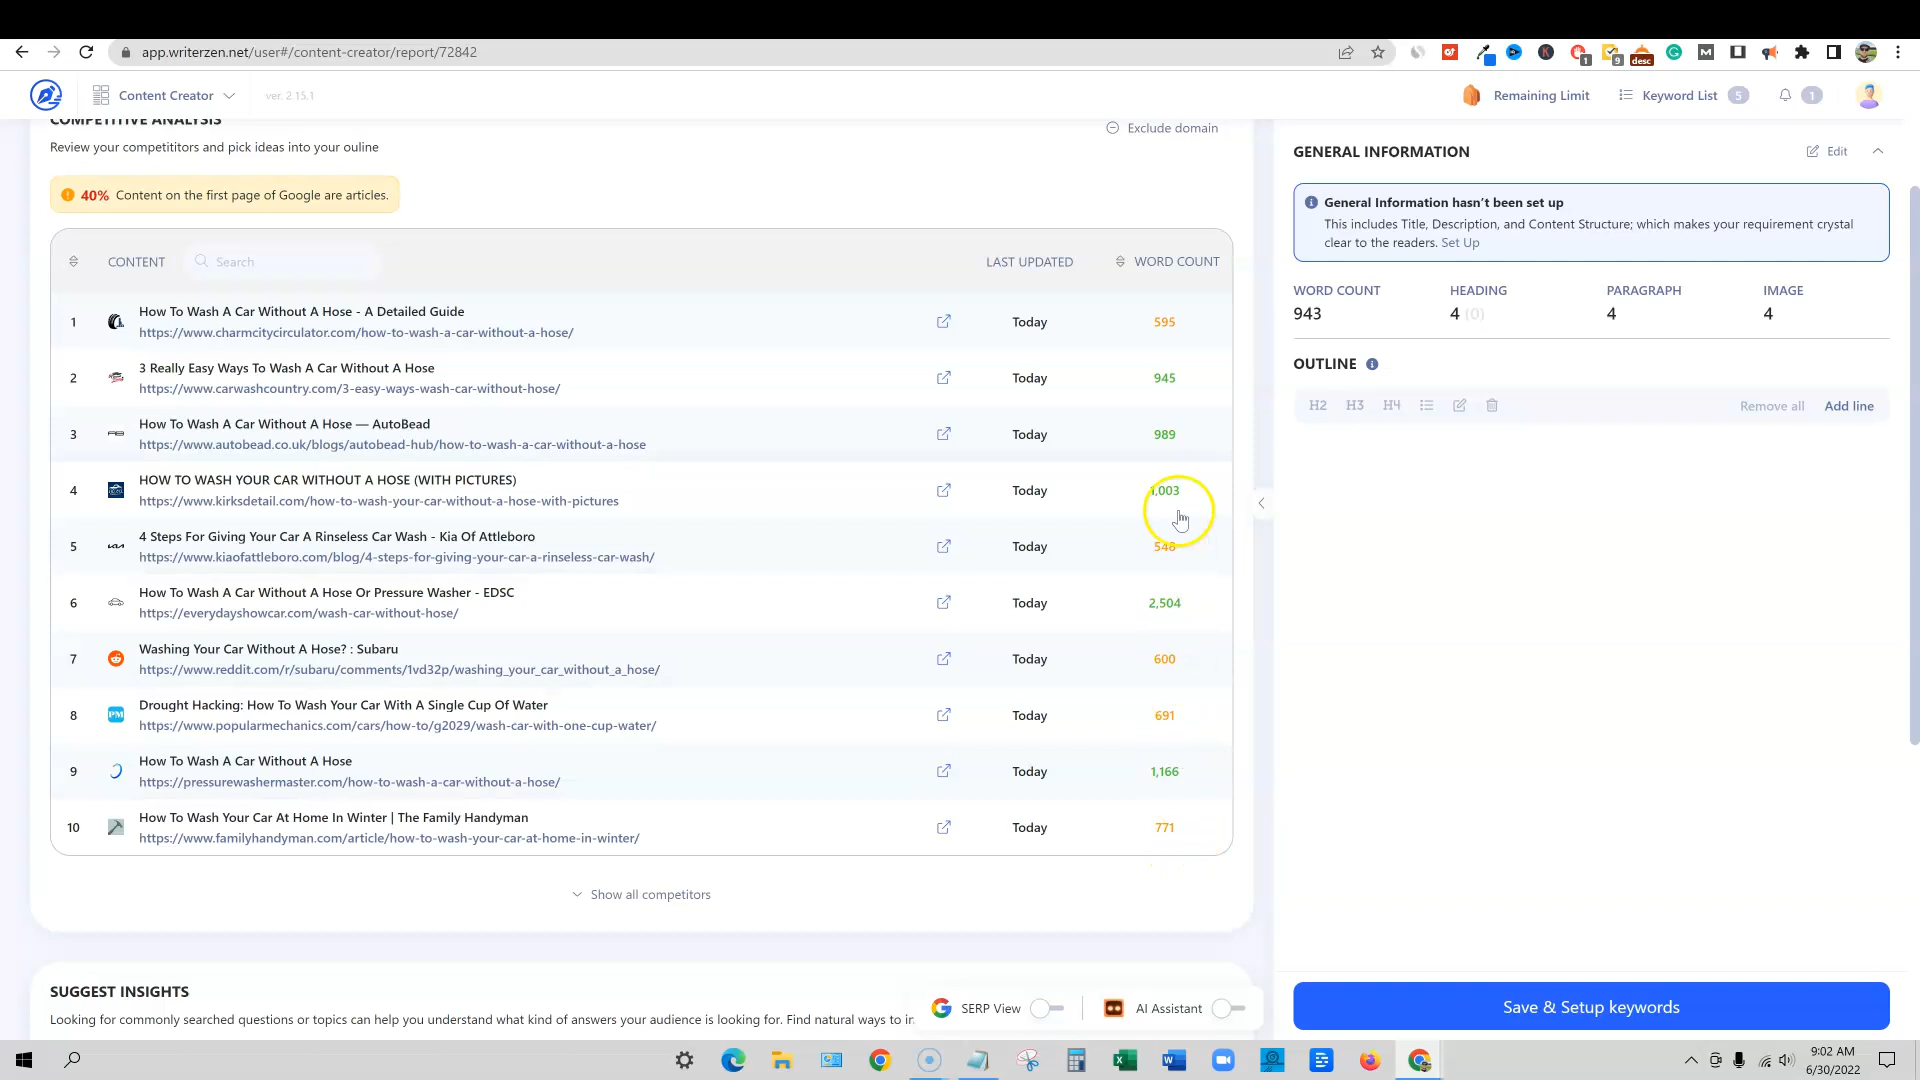 app.writerzen.net/user#/content-creator/report/72842
1
9
desc
Content Creator
ver. 2.15.1
Remaining Limit
Keyword List 5
1
COMPETITIVE ANALYSIS
Exclude domain
Review your competititors and pick ideas into your ouline
40% Content on the first page of Google are articles.
CONTENT Search LAST UPDATED WORD COUNT
1 How To Wash A Car Without A Hose - A Detailed Guide
https://www.charmcitycirculator.com/how-to-wash-a-car-without-a-hose/
Today 595
2 3 Really Easy Ways To Wash A Car Without A Hose
https://www.carwashcountry.com/3-easy-ways-wash-car-without-hose/
Today 945
3 How To Wash A Car Without A Hose — AutoBead
https://www.autobead.co.uk/blogs/autobead-hub/how-to-wash-a-car-without-a-hose
Today 989
4 HOW TO WASH YOUR CAR WITHOUT A HOSE (WITH PICTURES)
https://www.kirksdetail.com/how-to-wash-your-car-without-a-hose-with-pictures
Today 1,003
5 4 Steps For Giving Your Car A Rinseless Car Wash - Kia Of Attleboro
https://www.kiaofattleboro.com/blog/4-steps-for-giving-your-car-a-rinseless-car-wash/
Today 548
6 How To Wash A Car Without A Hose Or Pressure Washer - EDSC
https://everydayshowcar.com/wash-car-without-hose/
Today 2,504
7 Washing Your Car Without A Hose? : Subaru
https://www.reddit.com/r/subaru/comments/1vd32p/washing_your_car_without_a_hose/
Today 600
8 Drought Hacking: How To Wash Your Car With A Single Cup Of Water
https://www.popularmechanics.com/cars/how-to/g2029/wash-car-with-one-cup-water/
Today 691
9 How To Wash A Car Without A Hose
https://pressurewashermaster.com/how-to-wash-a-car-without-a-hose/
Today 1,166
10 How To Wash Your Car At Home In Winter | The Family Handyman
https://www.familyhandyman.com/article/how-to-wash-your-car-at-home-in-winter/
Today 771
Show all competitors
SUGGEST INSIGHTS
Looking for commonly searched questions or topics can help you understand what kind of answers your audience is looking for. Find natural ways to in
SERP View
AI Assistant
GENERAL INFORMATION
Edit
General Information hasn't been set up
This includes Title, Description, and Content Structure; which makes your requirement crystal
clear to the readers. Set Up
WORD COUNT HEADING PARAGRAPH IMAGE
943 4 (0) 4 4
OUTLINE
H2 H3 H4 Remove all Add line
Save & Setup keywords
9:02 AM
6/30/2022